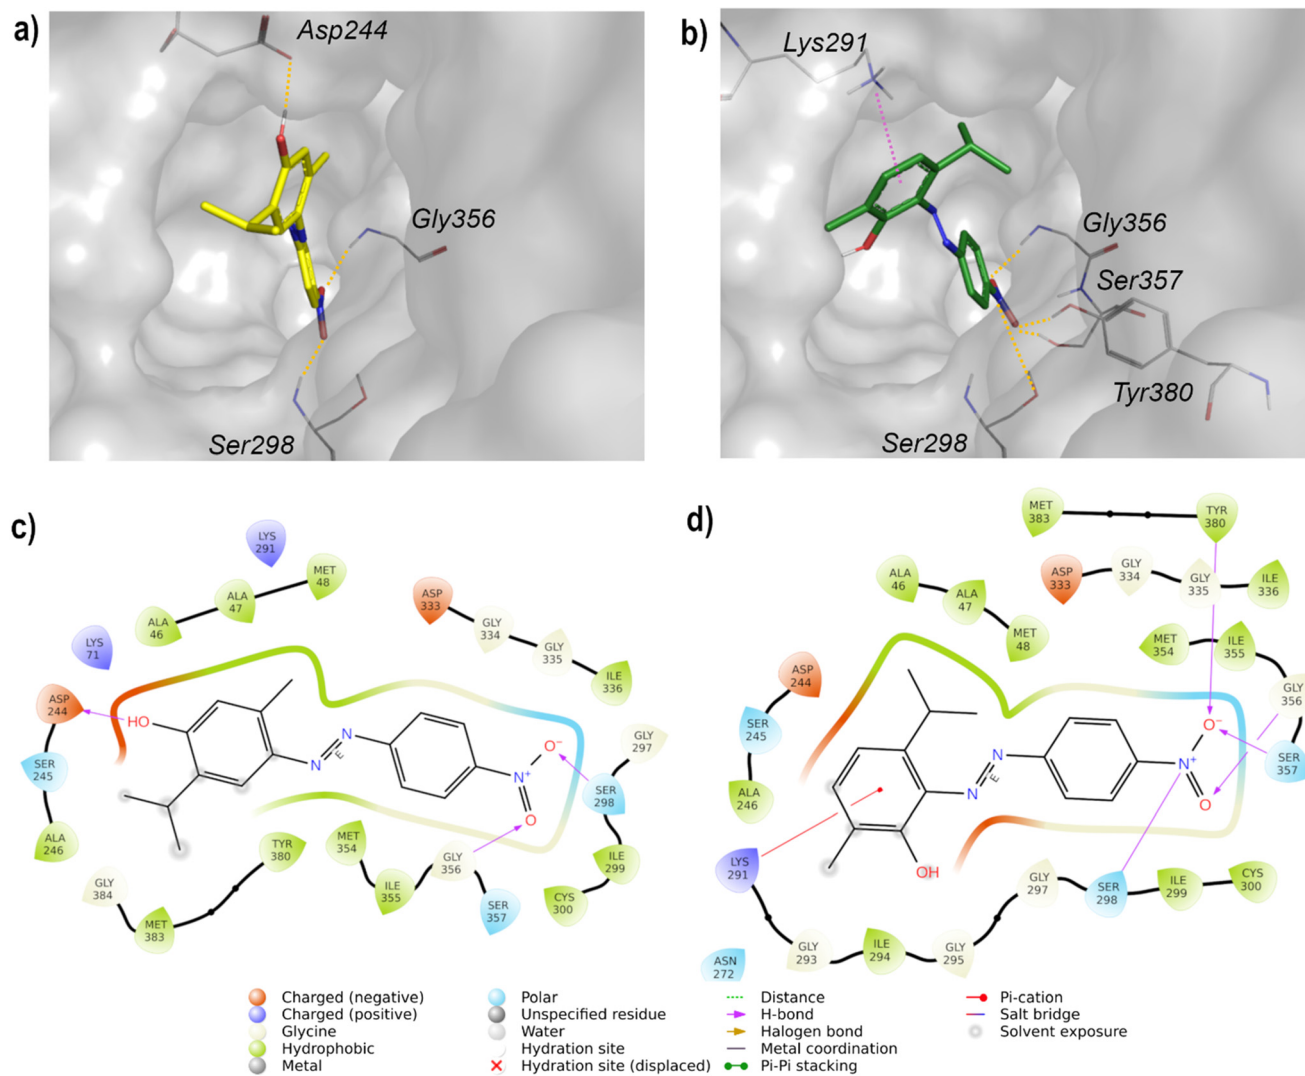 a)
Asp244
Gly356
Ser298
b)
Lys291
Gly356
Ser357
Tyr380
Ser298
c)
LYS
291
MET
48
ALA
47
ALA
46
LYS
71
ASP
333
GLY
334
GLY
335
ILE
336
ASP
244
HO
SER
245
ALA
246
N
N
E
O⁻
N⁺
O
GLY
297
SER
298
ILE
299
CYS
300
TYR
380
MET
354
ILE
355
GLY
356
SER
357
GLY
384
MET
383
d)
MET
383
TYR
380
ASP
333
GLY
334
GLY
335
ILE
336
ALA
46
ALA
47
MET
48
MET
354
ILE
355
GLY
356
SER
357
ASP
244
SER
245
ALA
246
N
N
E
O⁻
N⁺
O
OH
LYS
291
GLY
293
ILE
294
GLY
295
GLY
297
SER
298
ILE
299
CYS
300
ASN
272
Charged (negative)
Charged (positive)
Glycine
Hydrophobic
Metal
Polar
Unspecified residue
Water
Hydration site
Hydration site (displaced)
Distance
H-bond
Halogen bond
Metal coordination
Pi-Pi stacking
Pi-cation
Salt bridge
Solvent exposure